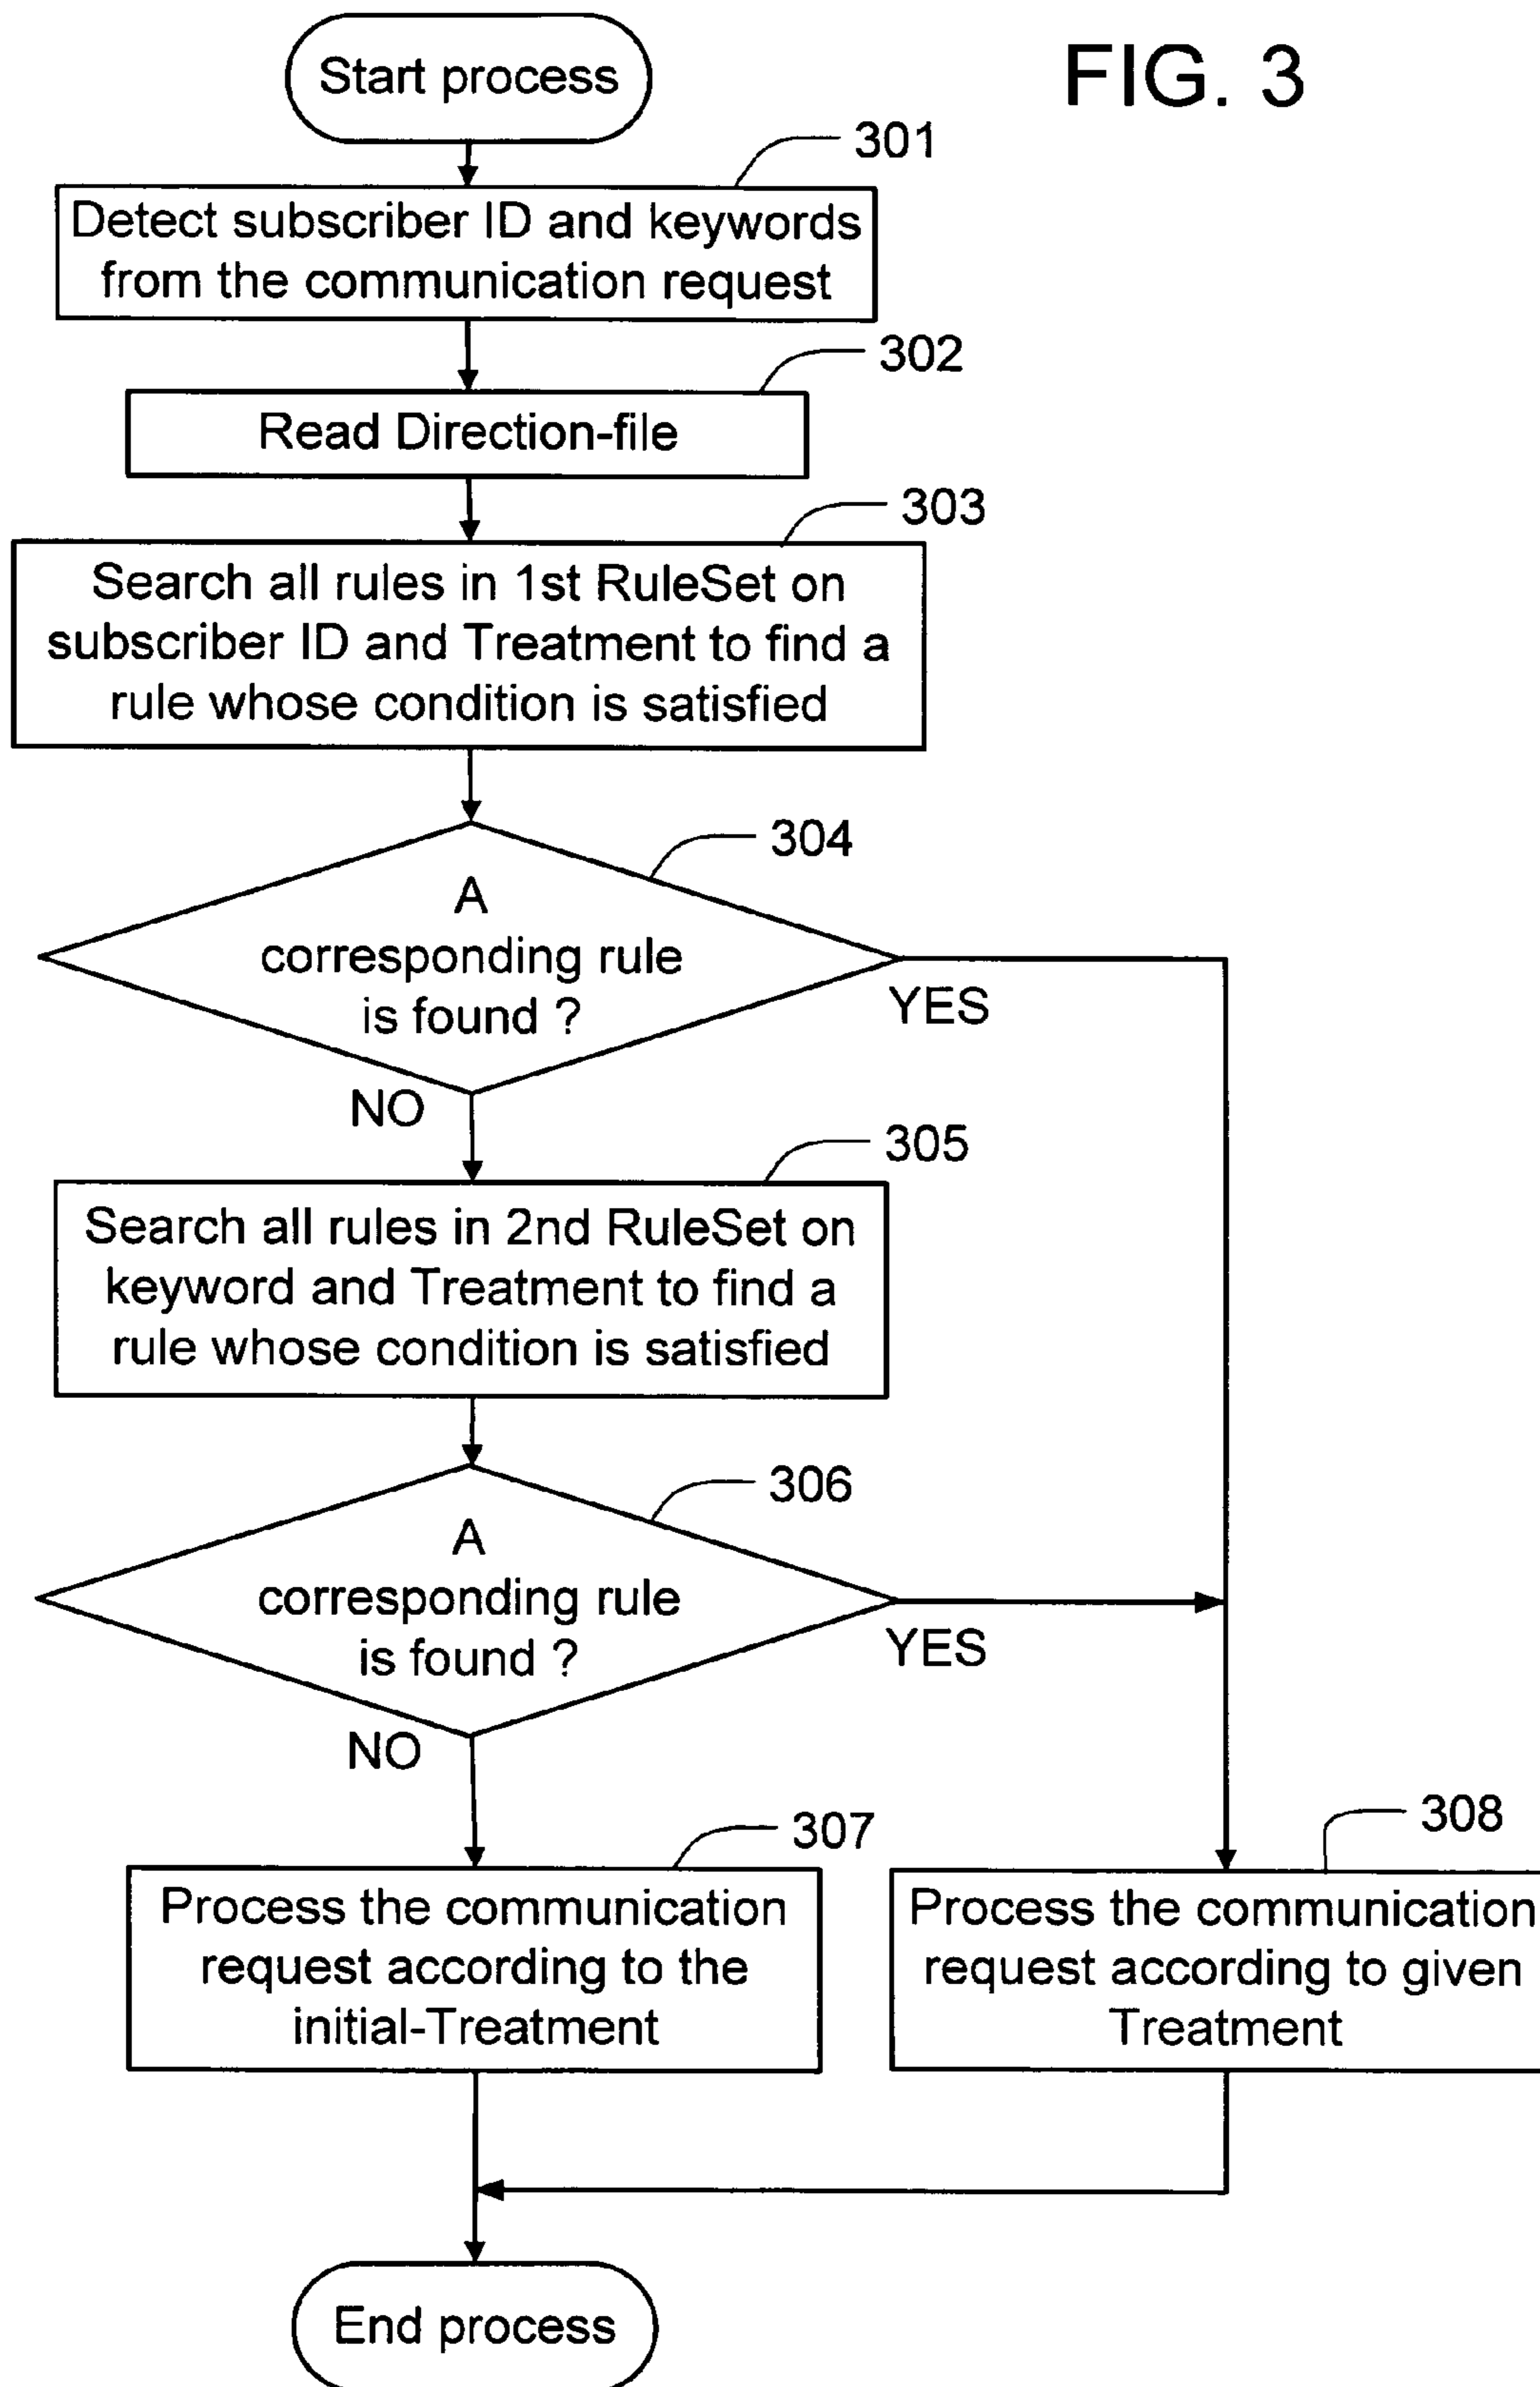 FIG. 3
Start process
301
Detect subscriber ID and keywords
from the communication request
302
Read Direction-file
303
Search all rules in 1st RuleSet on
subscriber ID and Treatment to find a
rule whose condition is satisfied
304
A
corresponding rule
is found ?
YES
NO
305
Search all rules in 2nd RuleSet on
keyword and Treatment to find a
rule whose condition is satisfied
306
A
corresponding rule
is found ?
YES
NO
307
Process the communication
request according to the
initial-Treatment
308
Process the communication
request according to given
Treatment
End process